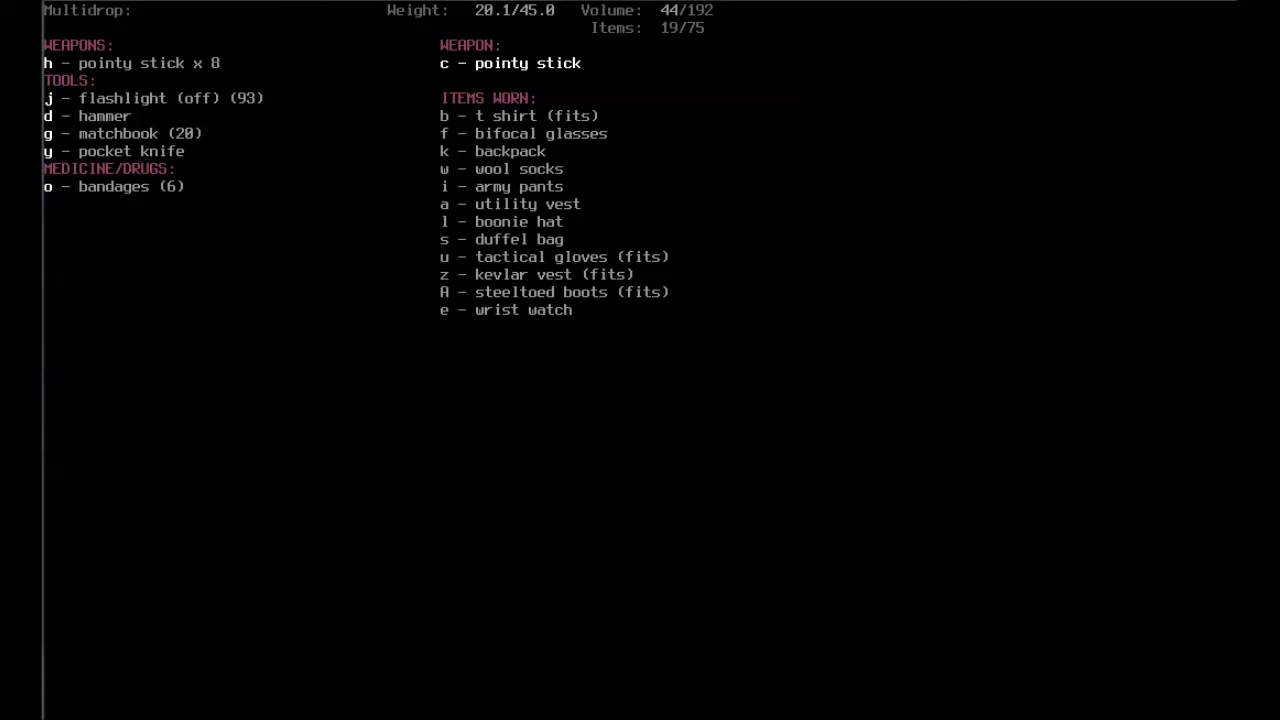 Multidrop: Weight: 20.1/45.0 Volume: 44/192
Items: 19/75
WEAPONS:
h - pointy stick x 8
TOOLS:
j - flashlight (off) (93)
d - hammer
g - matchbook (20)
y - pocket knife
MEDICINE/DRUGS:
o - bandages (6)
WEAPON:
c - pointy stick
ITEMS WORN:
b - t shirt (fits)
f - bifocal glasses
k - backpack
w - wool socks
i - army pants
a - utility vest
l - boonie hat
s - duffel bag
u - tactical gloves (fits)
z - kevlar vest (fits)
A - steeltoed boots (fits)
e - wrist watch